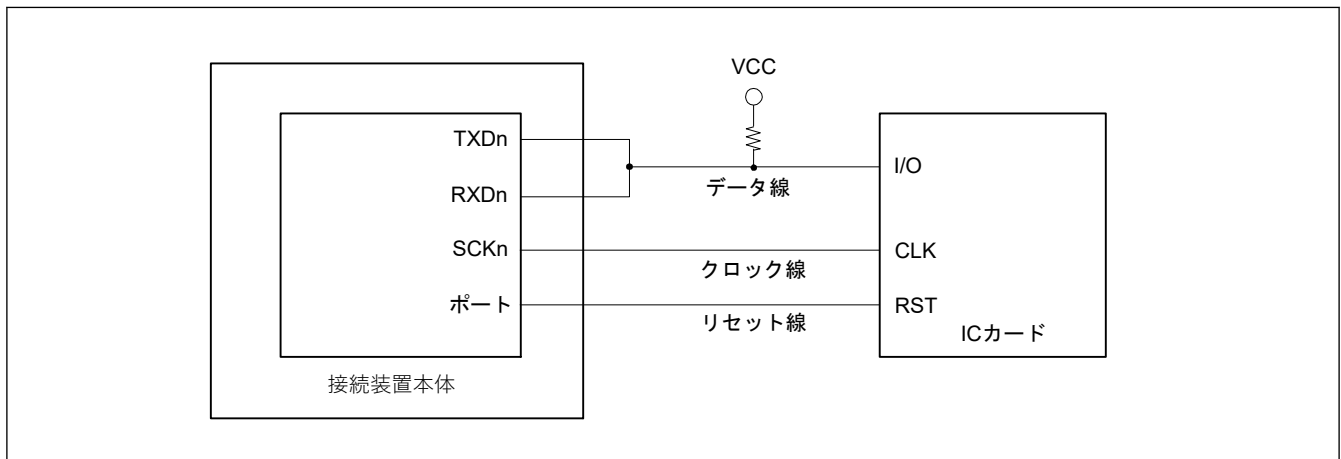 VCC
TXDn
I/O
データ線
RXDn
SCKn
CLK
クロック線
ポート
RST
リセット線
ICカード
接続装置本体